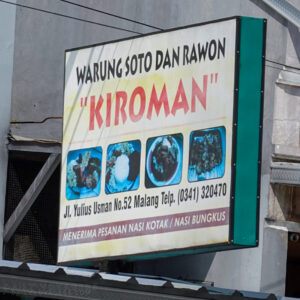 WARUNG SOTO DAN RAWON
"KIROMAN"
Jl. Yulius Usman No.52 Malang Telp. (0341) 320470
MENERIMA PESANAN NASI KOTAK / NASI BUNGKUS